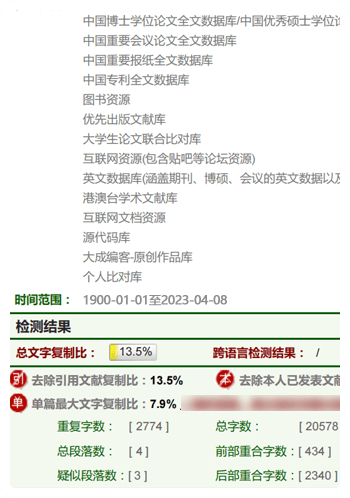 中国博士学位论文全文数据库/中国优秀硕士学位论
中国重要会议论文全文数据库
中国重要报纸全文数据库
中国专利全文数据库
图书资源
优先出版文献库
大学生论文联合比对库
互联网资源(包含贴吧等论坛资源)
英文数据库(涵盖期刊、博硕、会议的英文数据以及
港澳台学术文献库
互联网文档资源
源代码库
大成编客-原创作品库
个人比对库
时间范围： 1900-01-01至2023-04-08
检测结果
总文字复制比： 13.5% 跨语言检测结果： /
引 去除引用文献复制比：13.5% 本 去除本人已发表文献
单 单篇最大文字复制比：7.9%
重复字数： [ 2774 ] 总字数： [ 20578
总段落数： [ 4 ] 前部重合字数：[ 434 ]
疑似段落数：[ 3 ] 后部重合字数：[ 2340 ]